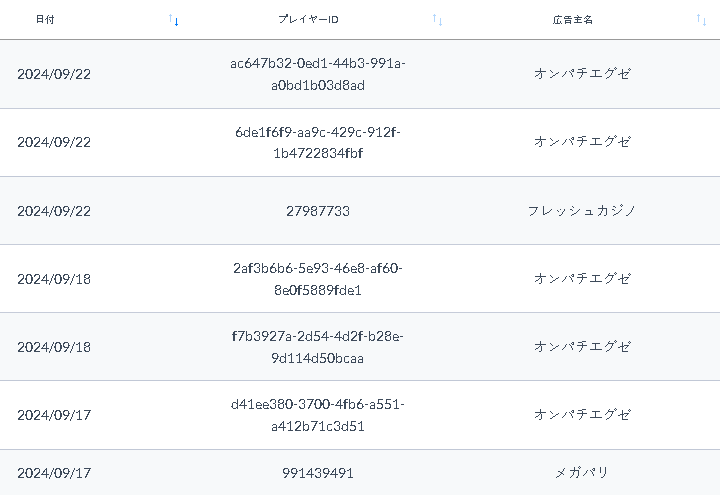 日付 プレイヤーID 広告主名
2024/09/22 ac647b32-0ed1-44b3-991a- オンパチエグゼ
a0bd1b03d8ad
2024/09/22 6de1f6f9-aa9c-429c-912f- オンパチエグゼ
1b4722834fbf
2024/09/22 27987733 フレッシュカジノ
2024/09/18 2af3b6b6-5e93-46e8-af60- オンパチエグゼ
8e0f5889fde1
2024/09/18 f7b3927a-2d54-4d2f-b28e- オンパチエグゼ
9d114d50bcaa
2024/09/17 d41ee380-3700-4fb6-a551- オンパチエグゼ
a412b71c3d51
2024/09/17 991439491 メガパリ